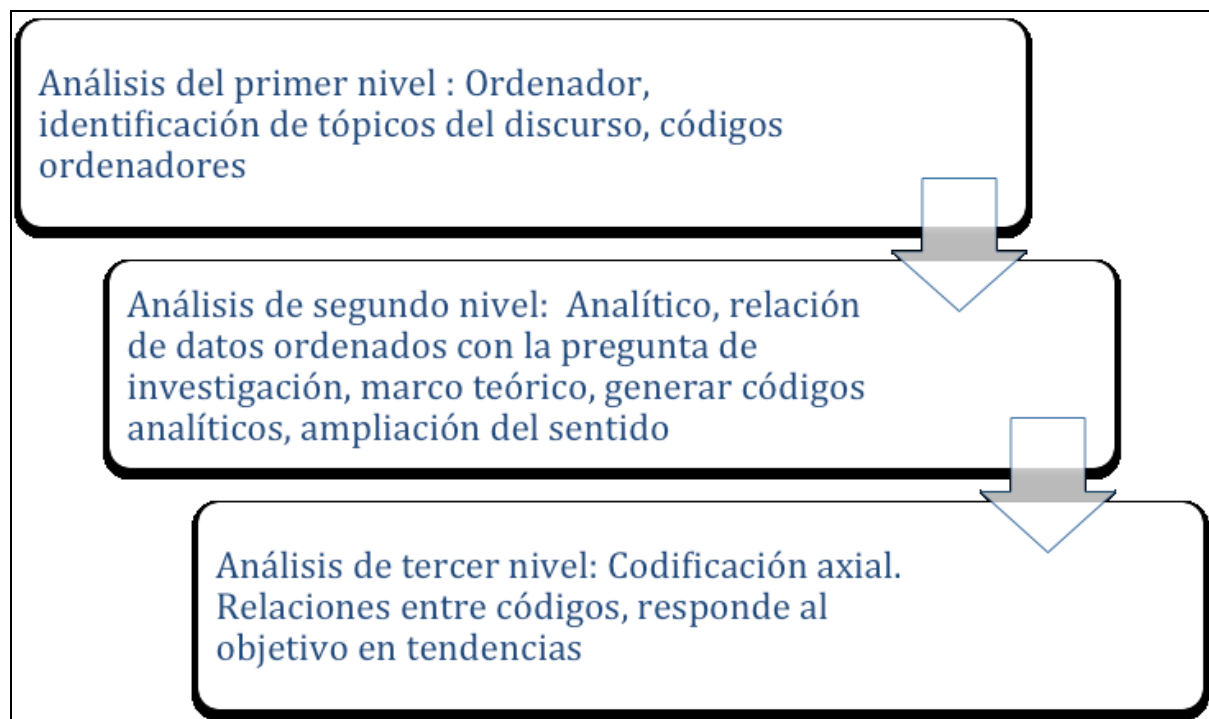 Análisis del primer nivel : Ordenador,
identificación de tópicos del discurso, códigos
ordenadores
Análisis de segundo nivel:  Analítico, relación
de datos ordenados con la pregunta de
investigación, marco teórico, generar códigos
analíticos, ampliación del sentido
Análisis de tercer nivel: Codificación axial.
Relaciones entre códigos, responde al
objetivo en tendencias